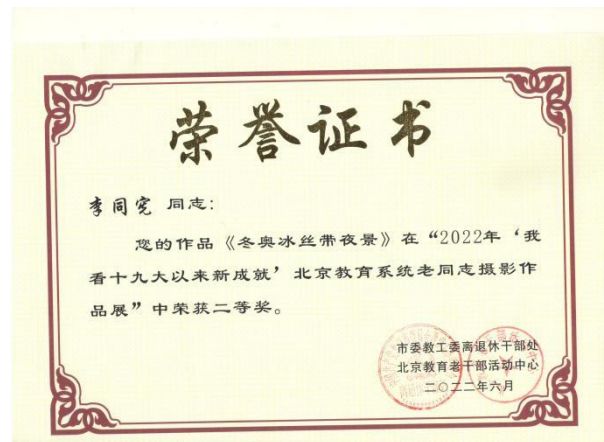 荣誉证书
李同宪 同志：
您的作品《冬奥冰丝带夜景》在“2022年‘我
看十九大以来新成就’北京教育系统老同志摄影作
品展”中荣获二等奖。
市委教工委离退休干部处
北京教育老干部活动中心
二〇二二年六月